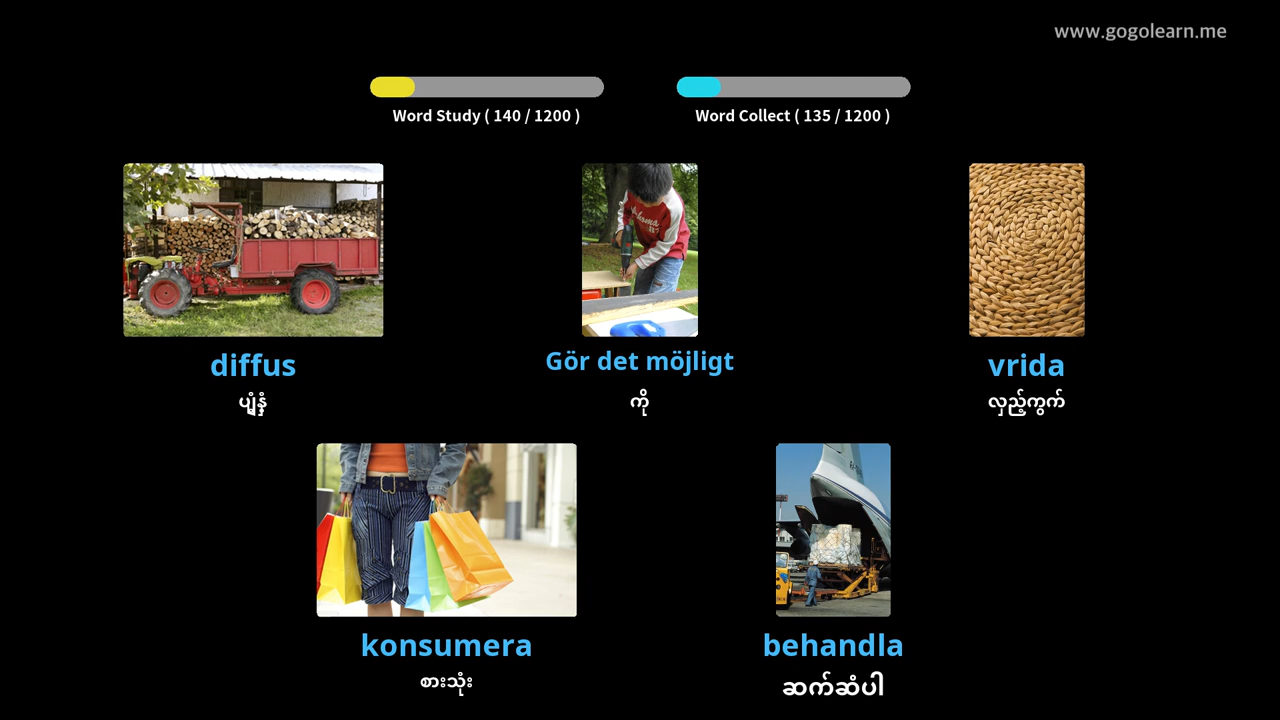 www.gogolearn.me
Word Study ( 140 / 1200 )
Word Collect ( 135 / 1200 )
diffus
ပျံ့နှံ့
Gör det möjligt
ကို
vrida
လှည့်ကွက်
konsumera
စားသုံး
behandla
ဆက်ဆံပါ